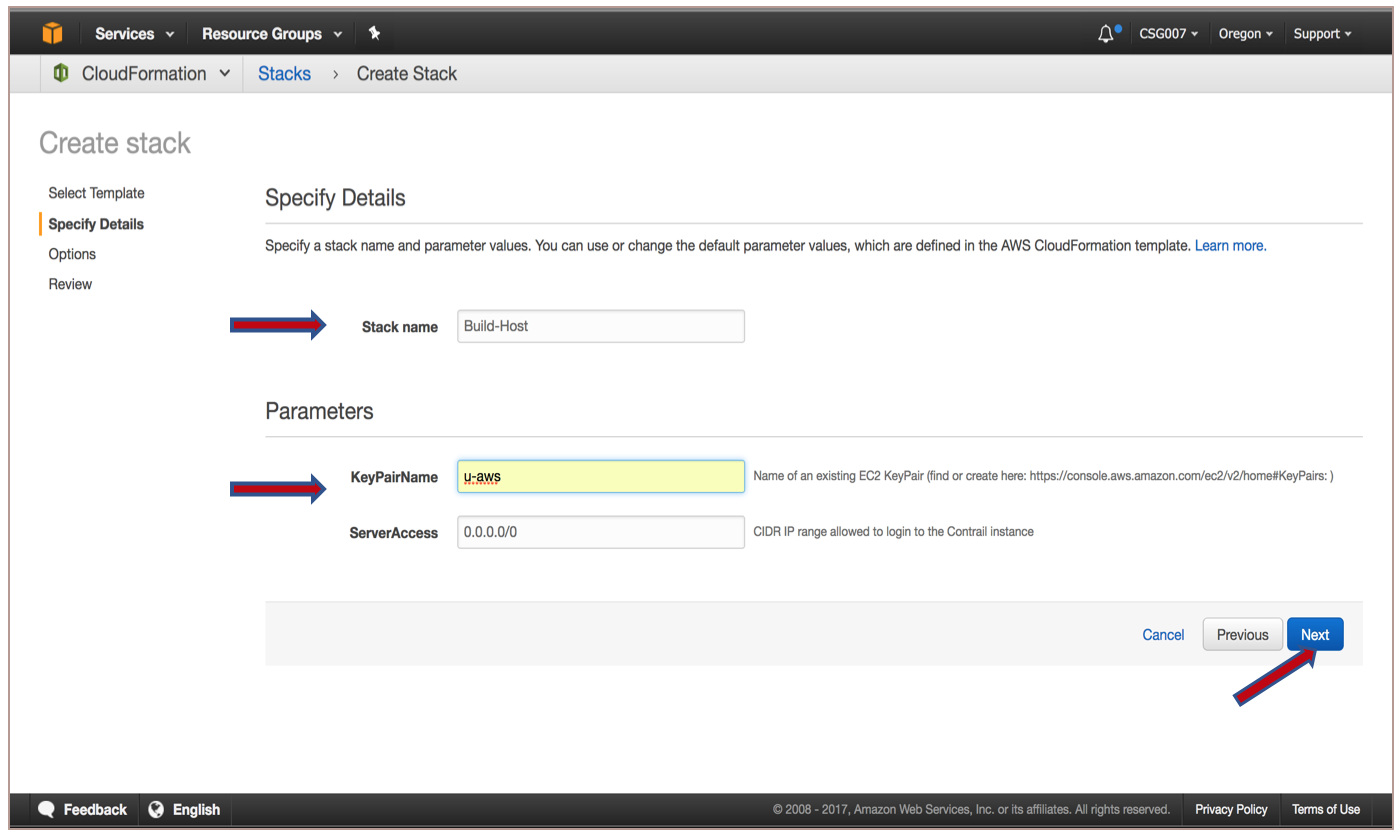 Services Resource Groups CSG007 Oregon Support
CloudFormation Stacks › Create Stack
Create stack
Select Template
Specify Details
Options
Review
Specify Details
Specify a stack name and parameter values. You can use or change the default parameter values, which are defined in the AWS CloudFormation template. Learn more.
Stack name Build-Host
Parameters
KeyPairName u-aws Name of an existing EC2 KeyPair (find or create here: https://console.aws.amazon.com/ec2/v2/home#KeyPairs: )
ServerAccess 0.0.0.0/0 CIDR IP range allowed to login to the Contrail instance
Cancel Previous Next
Feedback English © 2008 - 2017, Amazon Web Services, Inc. or its affiliates. All rights reserved. Privacy Policy Terms of Use